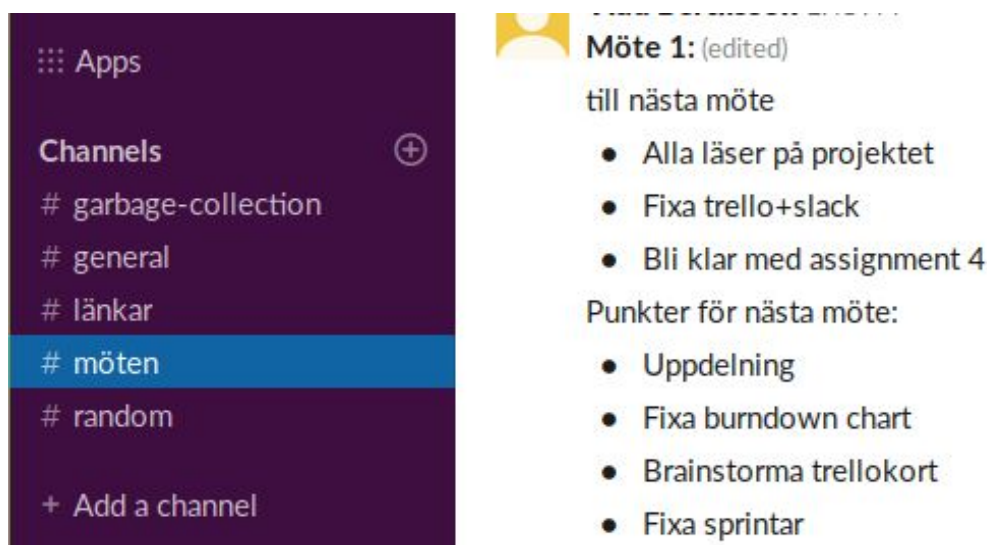 Apps
Channels
# garbage-collection
# general
# länkar
# möten
# random
+ Add a channel
Möte 1: (edited)
till nästa möte
● Alla läser på projektet
● Fixa trello+slack
● Bli klar med assignment 4
Punkter för nästa möte:
● Uppdelning
● Fixa burndown chart
● Brainstorma trellokort
● Fixa sprintar